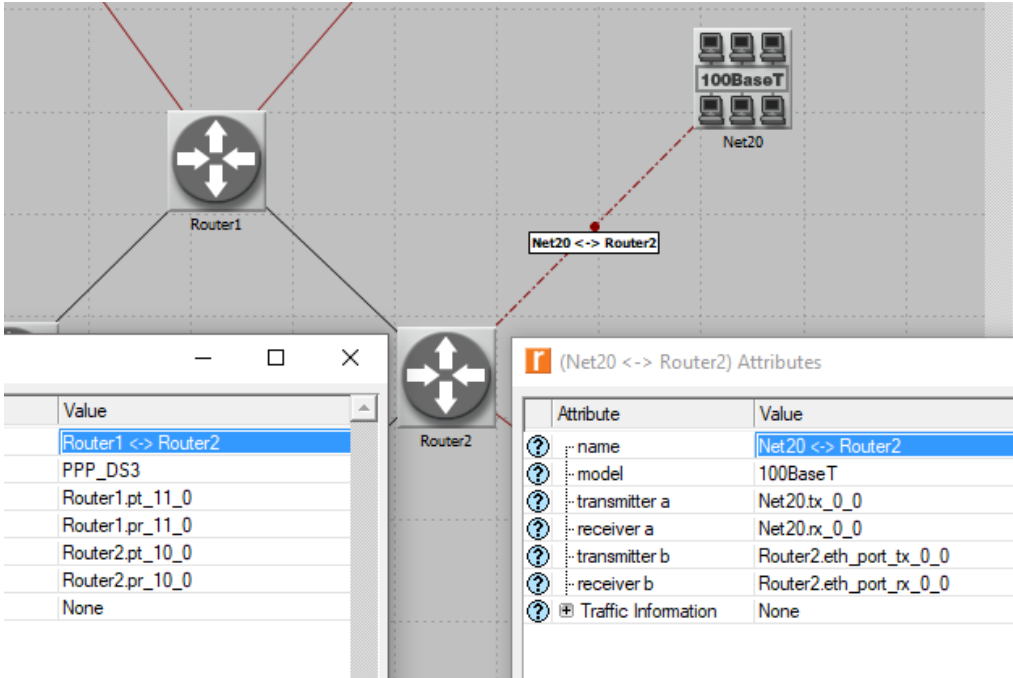 100BaseT
Net20
Router1
Net20 <-> Router2
Router2
Value
Router1 <-> Router2
PPP_DS3
Router1.pt_11_0
Router1.pr_11_0
Router2.pt_10_0
Router2.pr_10_0
None
r (Net20 <-> Router2) Attributes
Attribute Value
? name Net20 <-> Router2
? model 100BaseT
? transmitter a Net20.tx_0_0
? receiver a Net20.rx_0_0
? transmitter b Router2.eth_port_tx_0_0
? receiver b Router2.eth_port_rx_0_0
? Traffic Information None